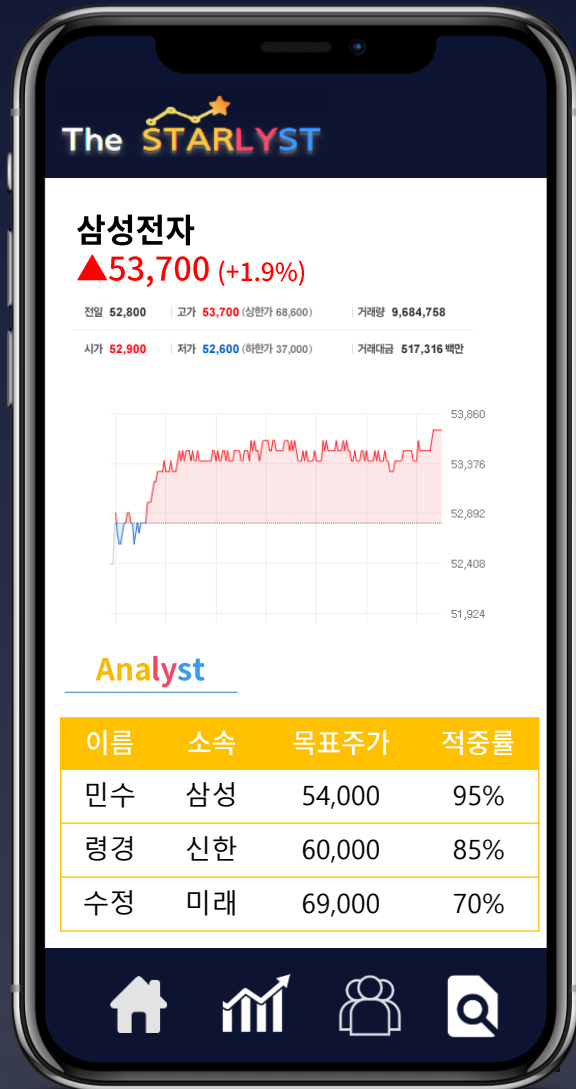 The STARLYST
삼성전자
▲53,700 (+1.9%)
전일 52,800 고가 53,700 (상한가 68,600) 거래량 9,684,758
시가 52,900 저가 52,600 (하한가 37,000) 거래대금 517,316 백만
53,860
53,376
52,892
52,408
51,924
Analyst
이름 소속 목표주가 적중률
민수 삼성 54,000 95%
령경 신한 60,000 85%
수정 미래 69,000 70%